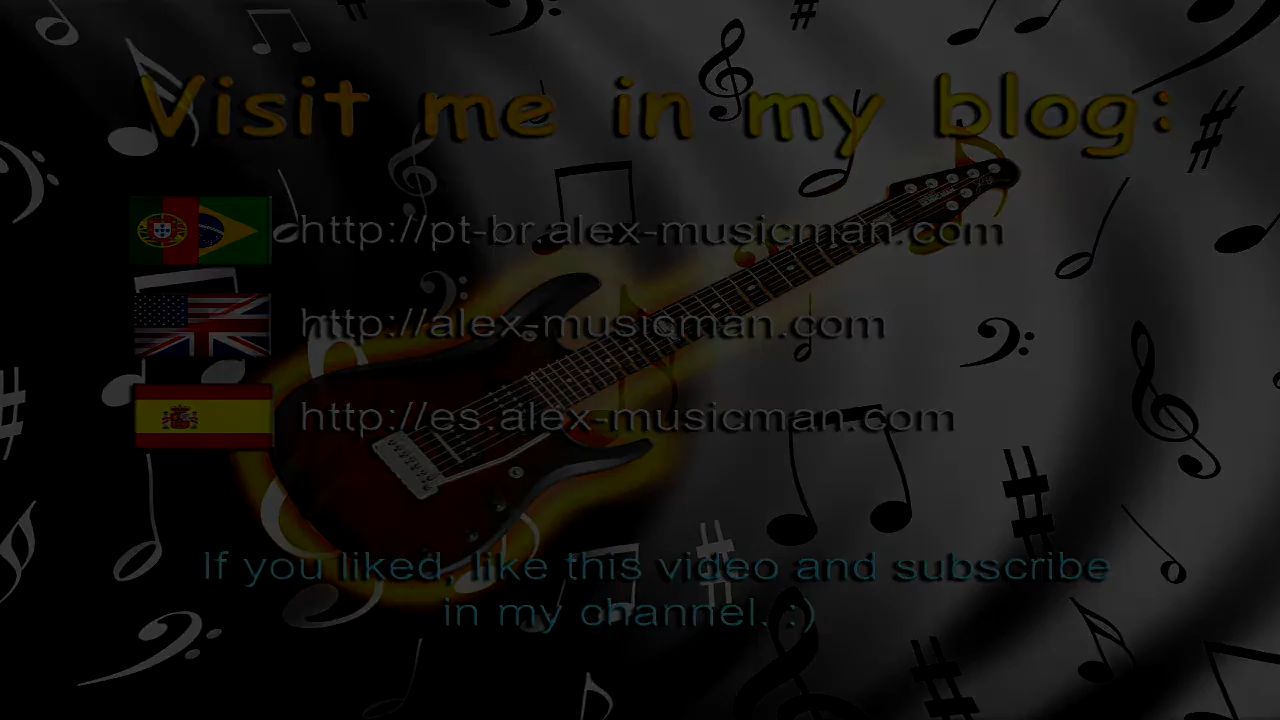 Visit me in my blog:
http://pt-br.alex-musicman.com
http://alex-musicman.com
http://es.alex-musicman.com
If you liked, like this video and subscribe
in my channel. :)